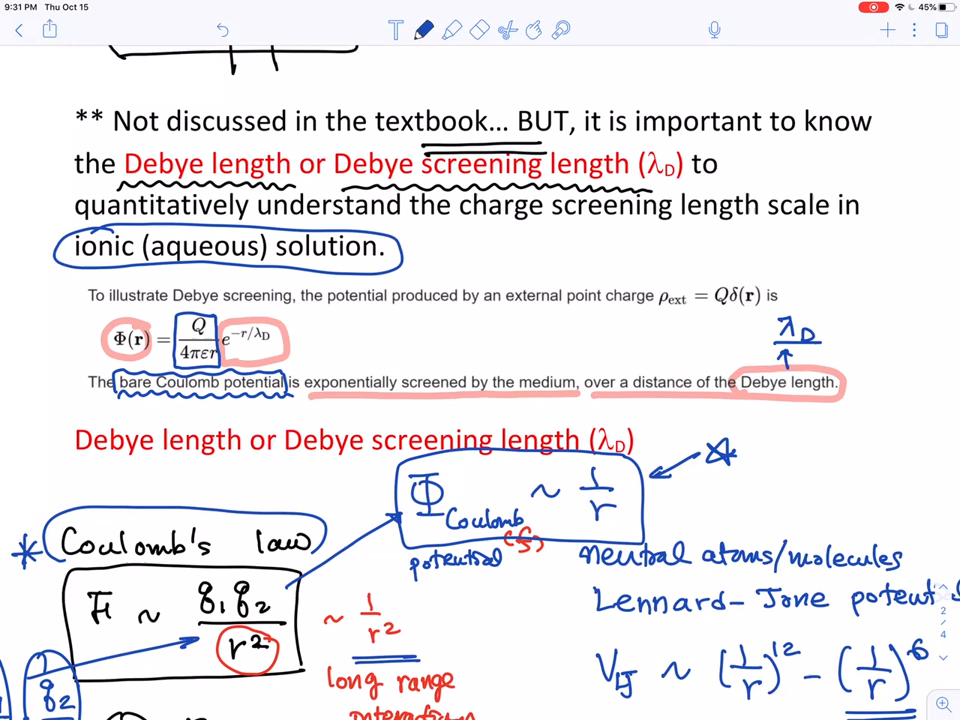 9:31 PM Thu Oct 15
45%
** Not discussed in the textbook... BUT, it is important to know
the Debye length or Debye screening length (λD) to
quantitatively understand the charge screening length scale in
ionic (aqueous) solution.
To illustrate Debye screening, the potential produced by an external point charge ρext = Qδ(r) is
Φ(r) = Q/4πεr e^−r/λD
λD
The bare Coulomb potential is exponentially screened by the medium, over a distance of the Debye length.
Debye length or Debye screening length (λD)
Φ Coulomb potential ~ 1/r
* Coulomb's law
neutral atoms/molecules
Lennard-Jone potent
F ~ q1q2/r²
~ 1/r²
long range
VIJ ~ (1/r)^12 − (1/r)^6
q2
2
/
4